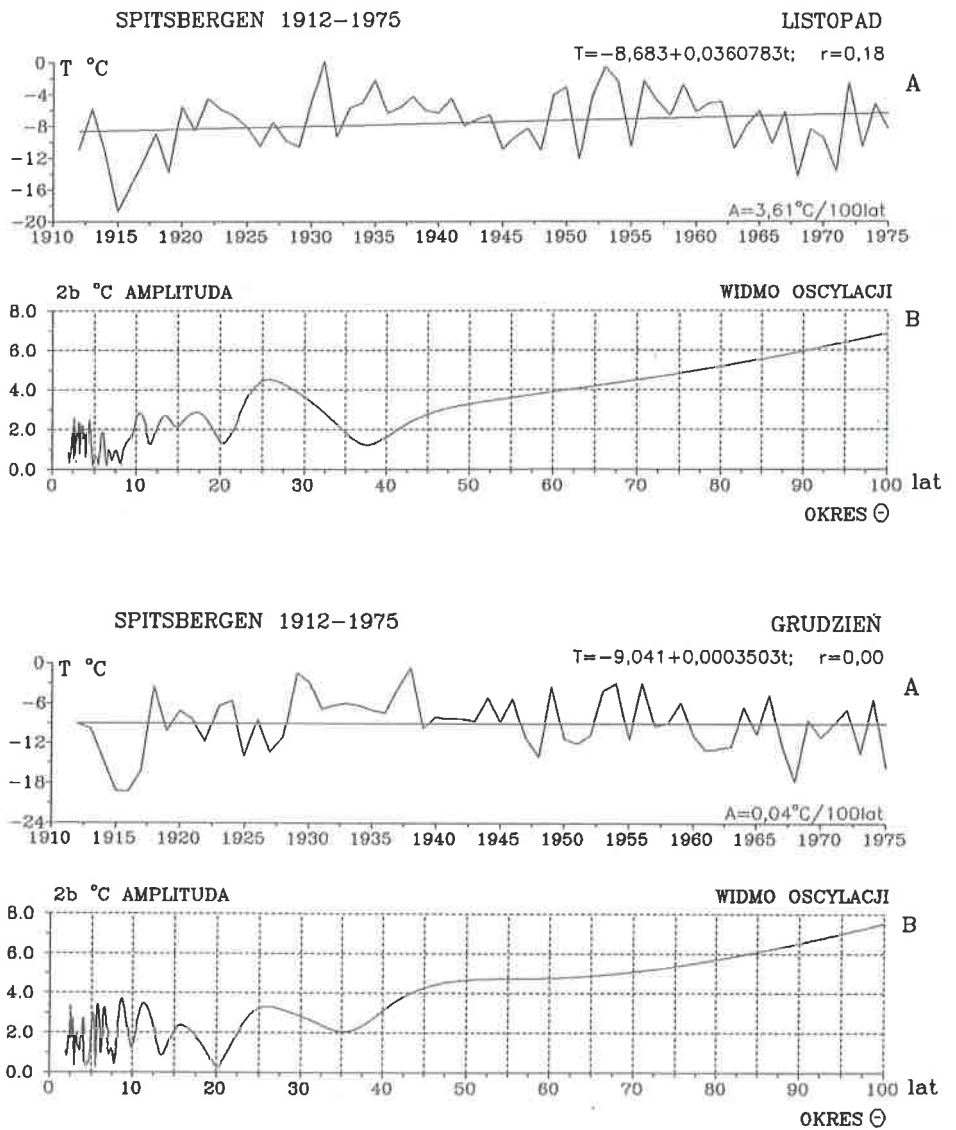 SPITSBERGEN 1912–1975
LISTOPAD
T=−8,683+0,0360783t; r=0,18
T °C
A
0
−4
−8
−12
−16
−20
A=3,61°C/100lat
1910 1915 1920 1925 1930 1935 1940 1945 1950 1955 1960 1965 1970 1975
2b °C AMPLITUDA
WIDMO OSCYLACJI
B
8.0
6.0
4.0
2.0
0.0
0 10 20 30 40 50 60 70 80 90 100 lat
OKRES Θ
SPITSBERGEN 1912–1975
GRUDZIEŃ
T=−9,041+0,0003503t; r=0,00
T °C
A
0
−6
−12
−18
−24
A=0,04°C/100lat
1910 1915 1920 1925 1930 1935 1940 1945 1950 1955 1960 1965 1970 1975
2b °C AMPLITUDA
WIDMO OSCYLACJI
B
8.0
6.0
4.0
2.0
0.0
0 10 20 30 40 50 60 70 80 90 100 lat
OKRES Θ